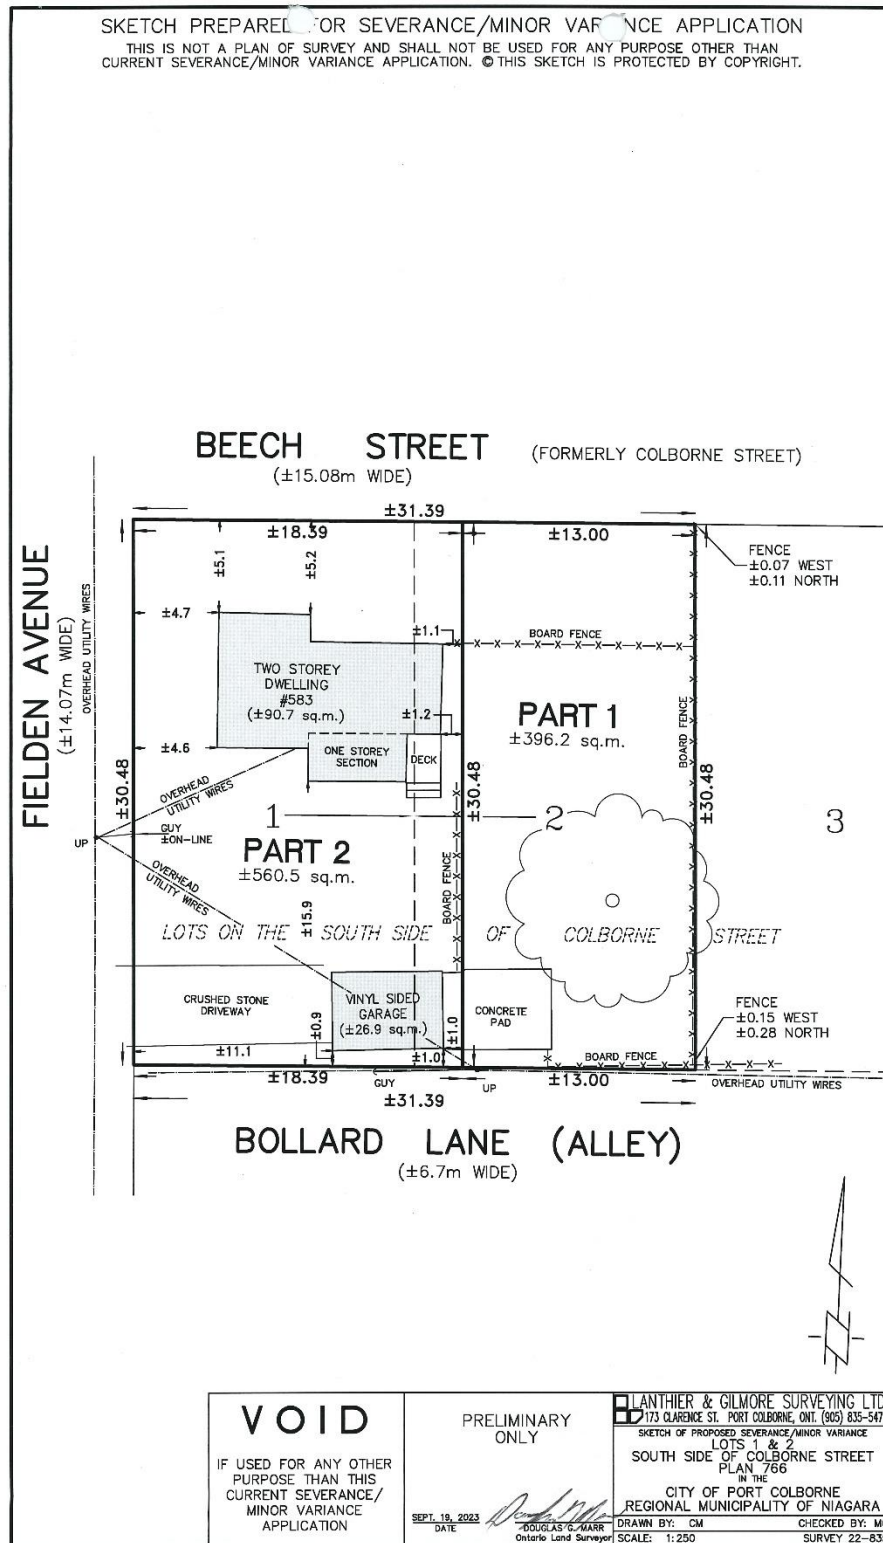 SKETCH PREPARED FOR SEVERANCE/MINOR VARIANCE APPLICATION
THIS IS NOT A PLAN OF SURVEY AND SHALL NOT BE USED FOR ANY PURPOSE OTHER THAN
CURRENT SEVERANCE/MINOR VARIANCE APPLICATION. © THIS SKETCH IS PROTECTED BY COPYRIGHT.
BEECH STREET (FORMERLY COLBORNE STREET)
(±15.08m WIDE)
±31.39
±18.39
±13.00
FIELDEN AVENUE
(±14.07m WIDE)
OVERHEAD UTILITY WIRES
±5.1
±5.2
FENCE
±0.07 WEST
±0.11 NORTH
±4.7
±1.1
BOARD FENCE
TWO STOREY
DWELLING
#583
(±90.7 sq.m.)
±1.2
PART 1
±396.2 sq.m.
BOARD FENCE
±4.6
ONE STOREY
SECTION
DECK
±30.48
±30.48
±30.48
OVERHEAD
UTILITY WIRES
1
2
3
UP
GUY
±ON-LINE
PART 2
±560.5 sq.m.
OVERHEAD
UTILITY WIRES
BOARD FENCE
±15.9
LOTS ON THE SOUTH SIDE OF COLBORNE STREET
CRUSHED STONE
DRIVEWAY
VINYL SIDED
GARAGE
(±26.9 sq.m.)
CONCRETE
PAD
FENCE
±0.15 WEST
±0.28 NORTH
±0.9
±1.0
±11.1
±1.0
BOARD FENCE
±18.39
GUY
UP
±13.00
OVERHEAD UTILITY WIRES
±31.39
BOLLARD LANE (ALLEY)
(±6.7m WIDE)
VOID
IF USED FOR ANY OTHER
PURPOSE THAN THIS
CURRENT SEVERANCE/
MINOR VARIANCE
APPLICATION
PRELIMINARY
ONLY
SEPT. 19, 2023
DATE
DOUGLAS G. MARR
Ontario Land Surveyor
LANTHIER & GILMORE SURVEYING LTD
173 CLARENCE ST. PORT COLBORNE, ONT. (905) 835-547
SKETCH OF PROPOSED SEVERANCE/MINOR VARIANCE
LOTS 1 & 2
SOUTH SIDE OF COLBORNE STREET
PLAN 766
IN THE
CITY OF PORT COLBORNE
REGIONAL MUNICIPALITY OF NIAGARA
DRAWN BY: CM CHECKED BY:
SCALE: 1:250 SURVEY 22-83